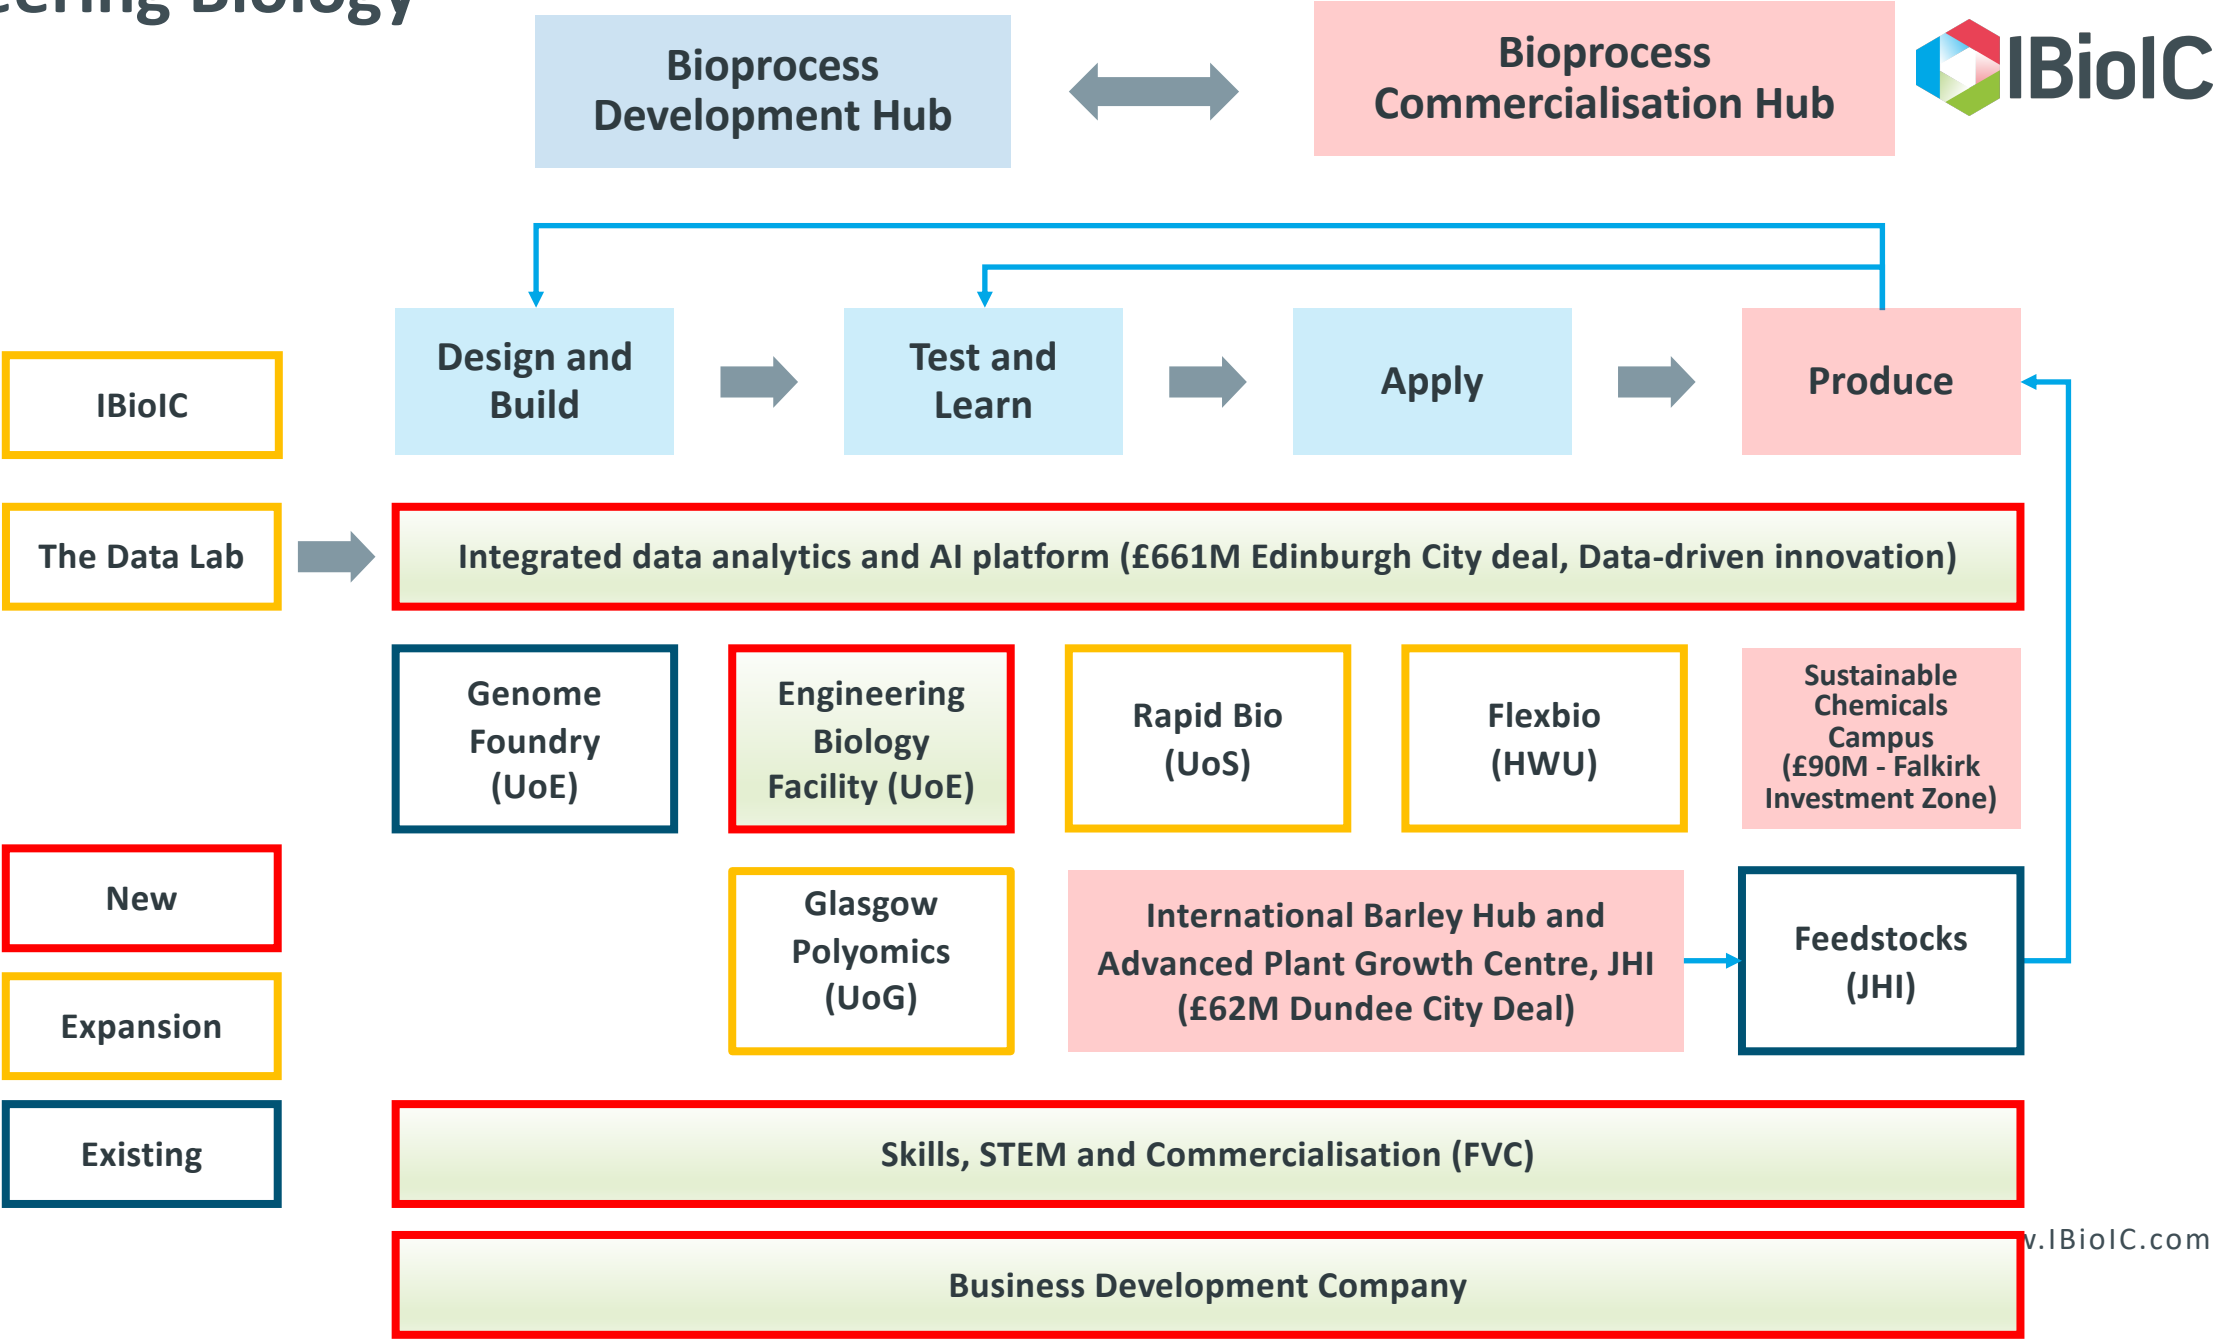 Biology
Bioprocess
Development Hub
Bioprocess
Commercialisation Hub
IBioIC
Design and
Build
Test and
Learn
Apply
Produce
IBioIC
The Data Lab
Integrated data analytics and AI platform (£661M Edinburgh City deal, Data-driven innovation)
Genome
Foundry
(UoE)
Engineering
Biology
Facility (UoE)
Rapid Bio
(UoS)
Flexbio
(HWU)
Sustainable
Chemicals
Campus
(£90M - Falkirk
Investment Zone)
New
Glasgow
Polyomics
(UoG)
International Barley Hub and
Advanced Plant Growth Centre, JHI
(£62M Dundee City Deal)
Feedstocks
(JHI)
Expansion
Existing
Skills, STEM and Commercialisation (FVC)
.IBioIC.com
Business Development Company